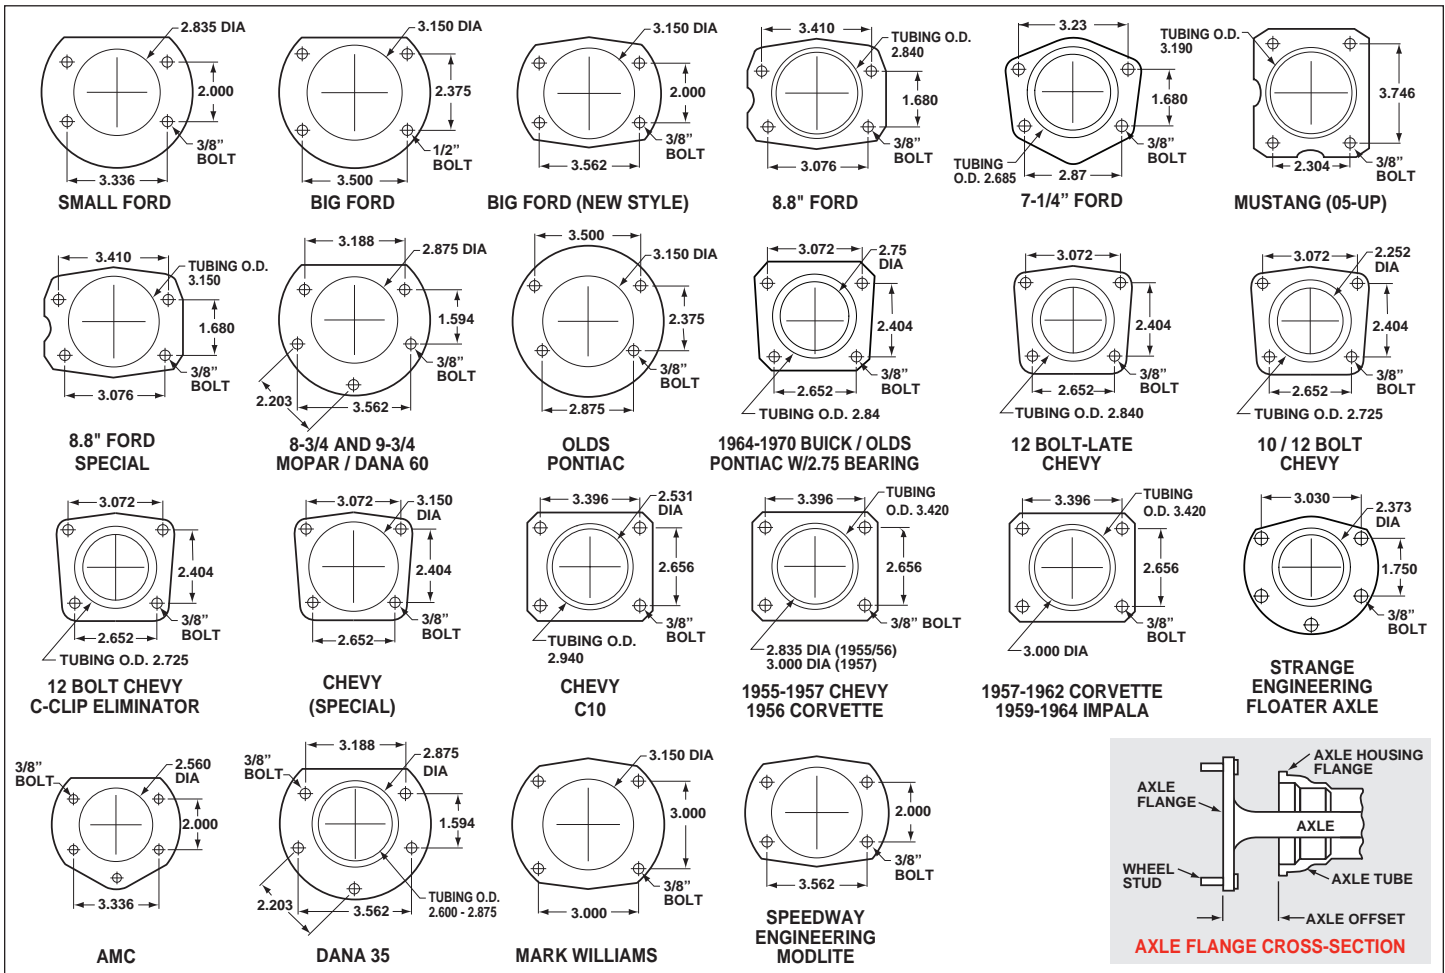 2.835 DIA
2.000
3/8”
BOLT
3.336
SMALL FORD
3.150 DIA
2.375
1/2”
BOLT
3.500
BIG FORD
3.150 DIA
2.000
3/8”
BOLT
3.562
BIG FORD (NEW STYLE)
3.410
TUBING O.D.
2.840
1.680
3/8”
BOLT
3.076
8.8" FORD
3.23
1.680
3/8”
BOLT
TUBING
O.D. 2.685
2.87
7-1/4” FORD
TUBING O.D.
3.190
3.746
3/8”
BOLT
2.304
MUSTANG (05-UP)
3.410
TUBING O.D.
3.150
1.680
3/8”
BOLT
3.076
8.8" FORD
SPECIAL
3.188
2.875 DIA
1.594
3/8”
BOLT
2.203
3.562
8-3/4 AND 9-3/4
MOPAR / DANA 60
3.500
3.150 DIA
2.375
3/8”
BOLT
2.875
OLDS
PONTIAC
3.072
2.75
DIA
2.404
3/8”
BOLT
2.652
TUBING O.D. 2.84
1964-1970 BUICK / OLDS
PONTIAC W/2.75 BEARING
3.072
2.404
3/8”
BOLT
2.652
TUBING O.D. 2.840
12 BOLT-LATE
CHEVY
3.072
2.252
DIA
2.404
3/8”
BOLT
2.652
TUBING O.D. 2.725
10 / 12 BOLT
CHEVY
3.072
2.404
3/8”
BOLT
2.652
TUBING O.D. 2.725
12 BOLT CHEVY
C-CLIP ELIMINATOR
3.072
3.150
DIA
2.404
3/8”
BOLT
2.652
CHEVY
(SPECIAL)
3.396
2.531
DIA
2.656
3/8”
BOLT
TUBING O.D.
2.940
CHEVY
C10
3.396
TUBING
O.D. 3.420
2.656
3/8” BOLT
2.835 DIA (1955/56)
3.000 DIA (1957)
1955-1957 CHEVY
1956 CORVETTE
3.396
TUBING
O.D. 3.420
2.656
3/8”
BOLT
3.000 DIA
1957-1962 CORVETTE
1959-1964 IMPALA
3.030
2.373
DIA
1.750
3/8”
BOLT
STRANGE
ENGINEERING
FLOATER AXLE
3/8”
BOLT
2.560
DIA
2.000
3.336
AMC
3/8”
BOLT
3.188
2.875
DIA
1.594
2.203
3.562
TUBING O.D.
2.600 - 2.875
DANA 35
3.150 DIA
3.000
3/8”
BOLT
3.000
MARK WILLIAMS
2.000
3/8”
BOLT
3.562
SPEEDWAY
ENGINEERING
MODLITE
AXLE HOUSING
FLANGE
AXLE
FLANGE
AXLE
WHEEL
STUD
AXLE TUBE
AXLE OFFSET
AXLE FLANGE CROSS-SECTION